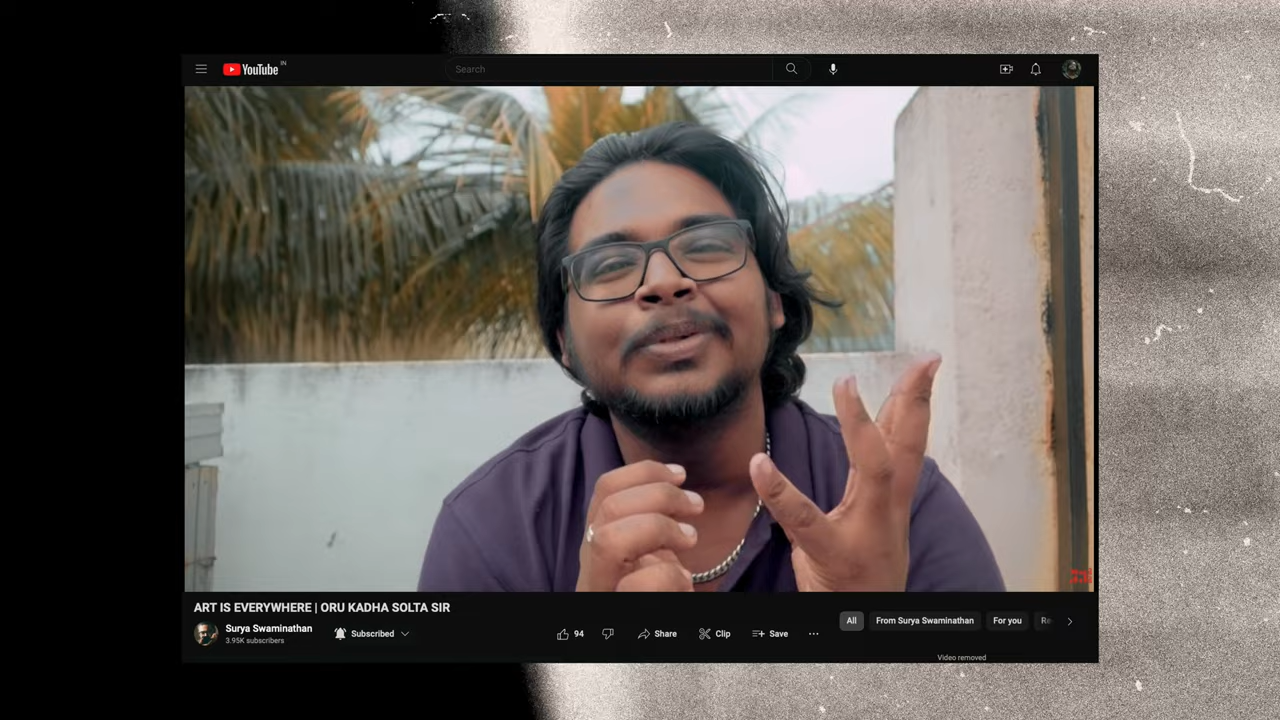 YouTube IN
Search
ART IS EVERYWHERE | ORU KADHA SOLTA SIR
Surya Swaminathan
3.95K subscribers
Subscribed
94
Share
Clip
Save
All
From Surya Swaminathan
For you
Video removed